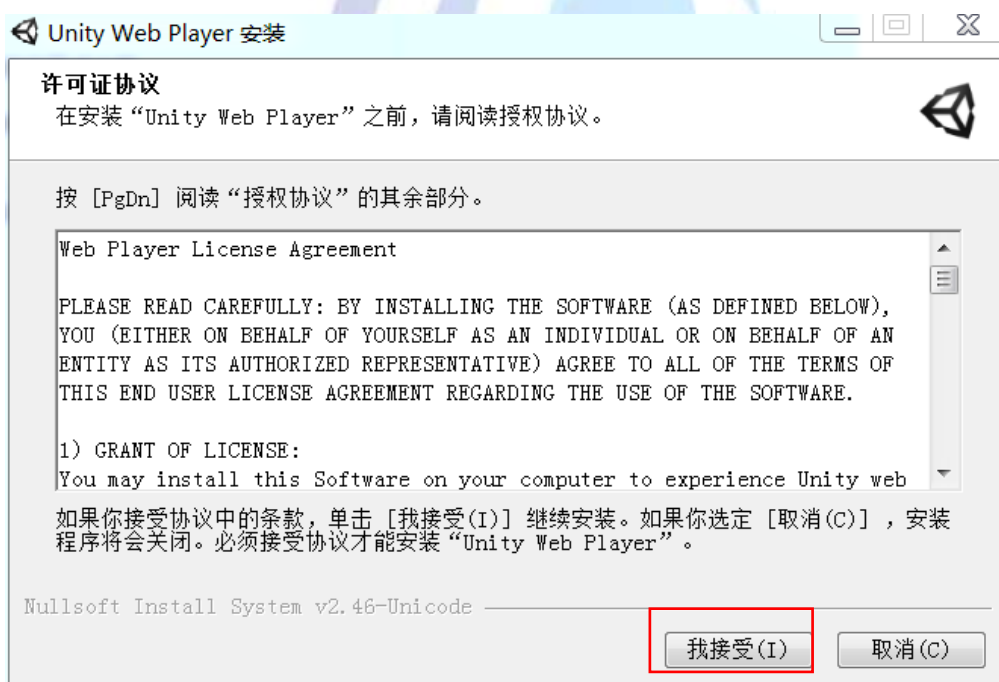 Unity Web Player 安装
许可证协议
在安装“Unity Web Player”之前，请阅读授权协议。
按 [PgDn] 阅读“授权协议”的其余部分。
Web Player License Agreement
PLEASE READ CAREFULLY: BY INSTALLING THE SOFTWARE (AS DEFINED BELOW),
YOU (EITHER ON BEHALF OF YOURSELF AS AN INDIVIDUAL OR ON BEHALF OF AN
ENTITY AS ITS AUTHORIZED REPRESENTATIVE) AGREE TO ALL OF THE TERMS OF
THIS END USER LICENSE AGREEMENT REGARDING THE USE OF THE SOFTWARE.
1) GRANT OF LICENSE:
You may install this Software on your computer to experience Unity web
如果你接受协议中的条款，单击 [我接受(I)] 继续安装。如果你选定 [取消(C)] ，安装
程序将会关闭。必须接受协议才能安装“Unity Web Player”。
Nullsoft Install System v2.46-Unicode
我接受(I)
取消(C)